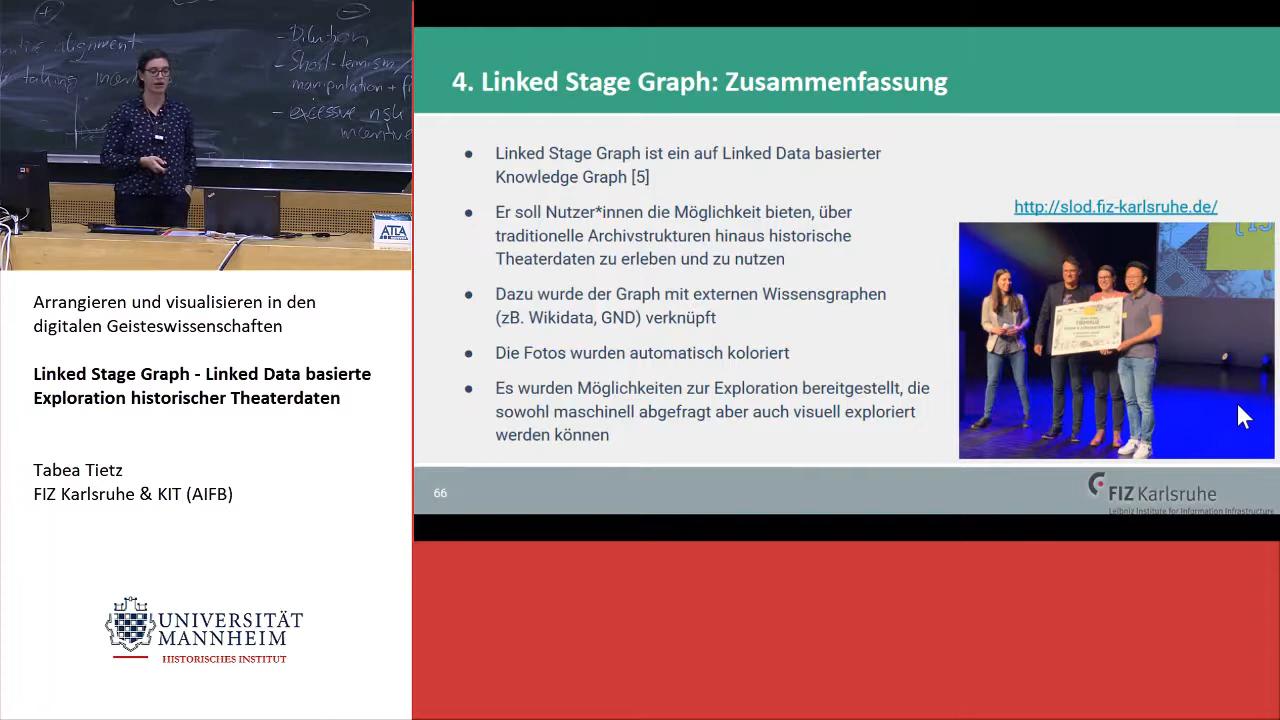 - Dilution
- Short-termism
manipulation +
- excessive risk
incentive
alignment
taking
ATLA
Arrangieren und visualisieren in den
digitalen Geisteswissenschaften
Linked Stage Graph - Linked Data basierte
Exploration historischer Theaterdaten
Tabea Tietz
FIZ Karlsruhe & KIT (AIFB)
UNIVERSITÄT
MANNHEIM
HISTORISCHES INSTITUT
4. Linked Stage Graph: Zusammenfassung
● Linked Stage Graph ist ein auf Linked Data basierter
Knowledge Graph [5]
● Er soll Nutzer*innen die Möglichkeit bieten, über
traditionelle Archivstrukturen hinaus historische
Theaterdaten zu erleben und zu nutzen
● Dazu wurde der Graph mit externen Wissensgraphen
(zB. Wikidata, GND) verknüpft
● Die Fotos wurden automatisch koloriert
● Es wurden Möglichkeiten zur Exploration bereitgestellt, die
sowohl maschinell abgefragt aber auch visuell exploriert
werden können
http://slod.fiz-karlsruhe.de/
66
FIZ Karlsruhe
Leibniz Institute for Information Infrastructure